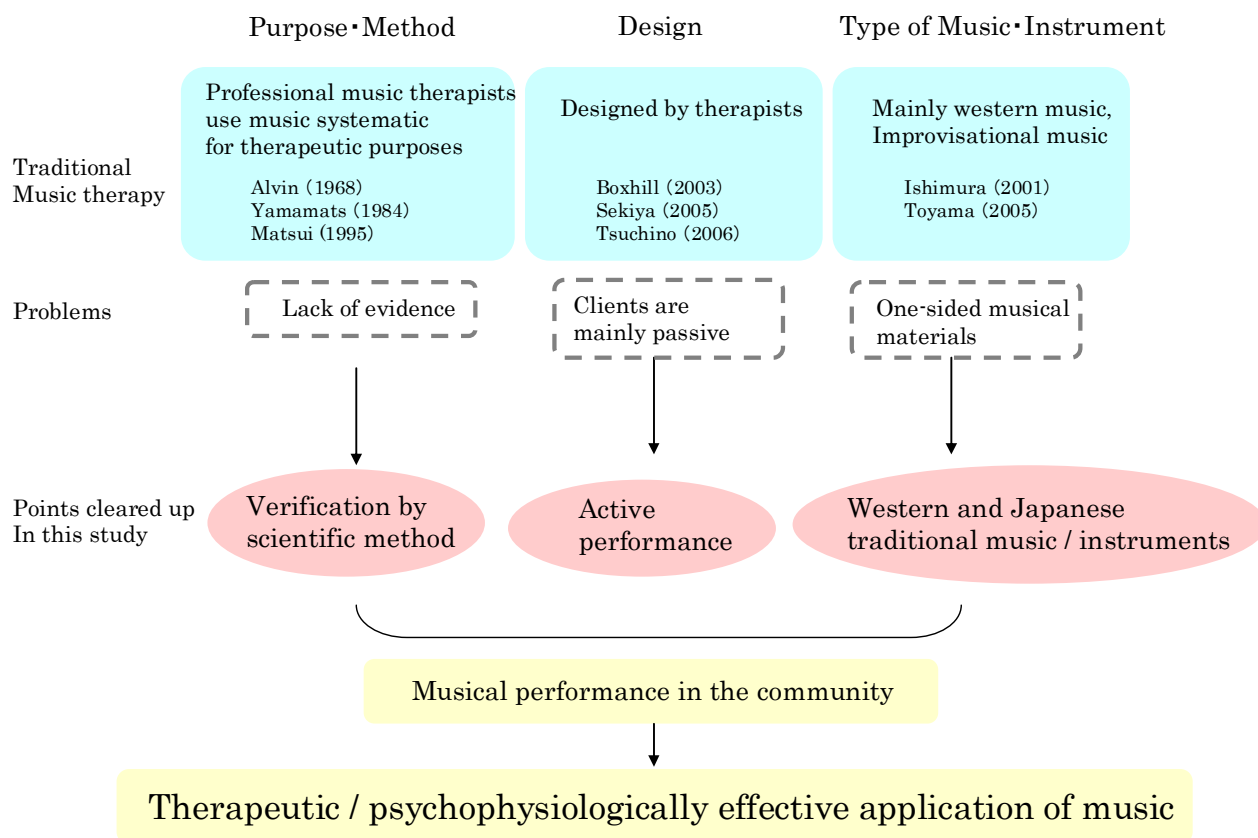 Purpose・Method
Design
Type of Music・Instrument
Traditional
Music therapy
Professional music therapists
use music systematic
for therapeutic purposes
Alvin (1968)
Yamamats (1984)
Matsui (1995)
Designed by therapists
Boxhill (2003)
Sekiya (2005)
Tsuchino (2006)
Mainly western music,
Improvisational music
Ishimura (2001)
Toyama (2005)
Problems
Lack of evidence
Clients are
mainly passive
One-sided musical
materials
Points cleared up
In this study
Verification by
scientific method
Active
performance
Western and Japanese
traditional music / instruments
Musical performance in the community
Therapeutic / psychophysiologically effective application of music